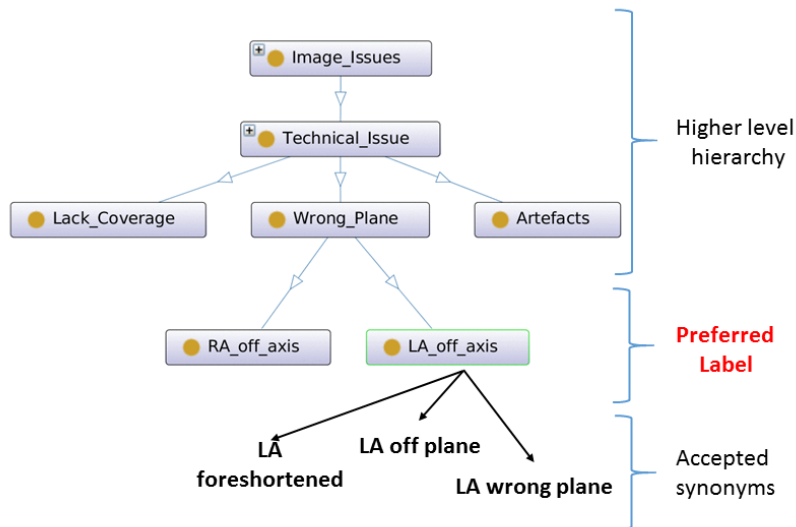 Image_Issues
Technical_Issue
Higher level
hierarchy
Lack_Coverage
Wrong_Plane
Artefacts
RA_off_axis
LA_off_axis
Preferred
Label
LA
foreshortened
LA off plane
LA wrong plane
Accepted
synonyms